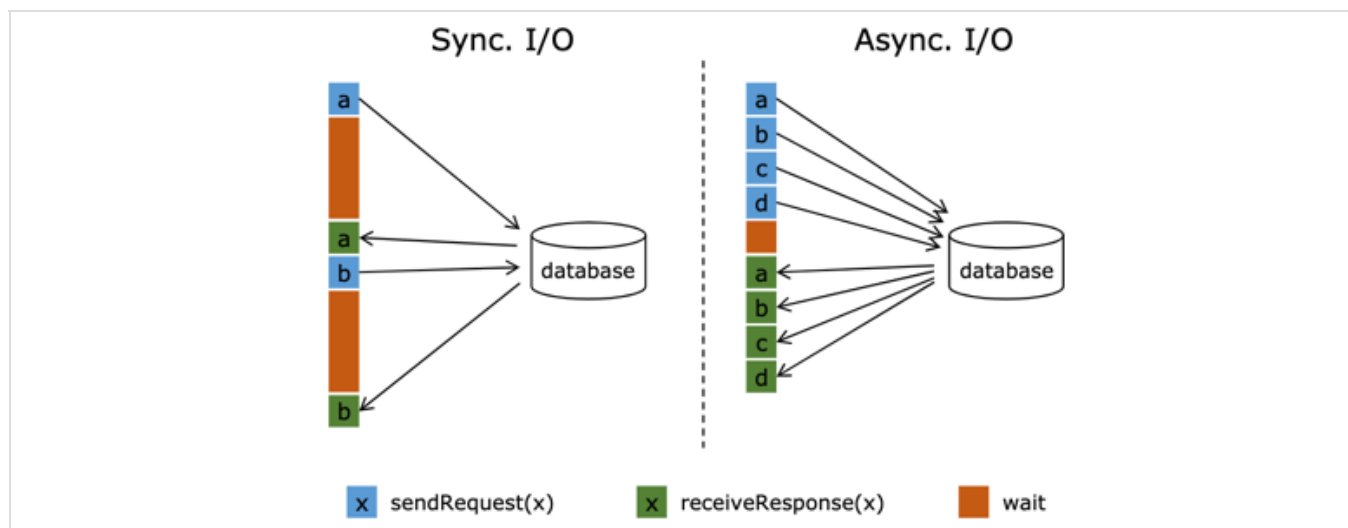 Sync. I/O
Async. I/O
a
a
b
b
database
a
b
c
d
a
b
c
d
database
x sendRequest(x)
x receiveResponse(x)
wait